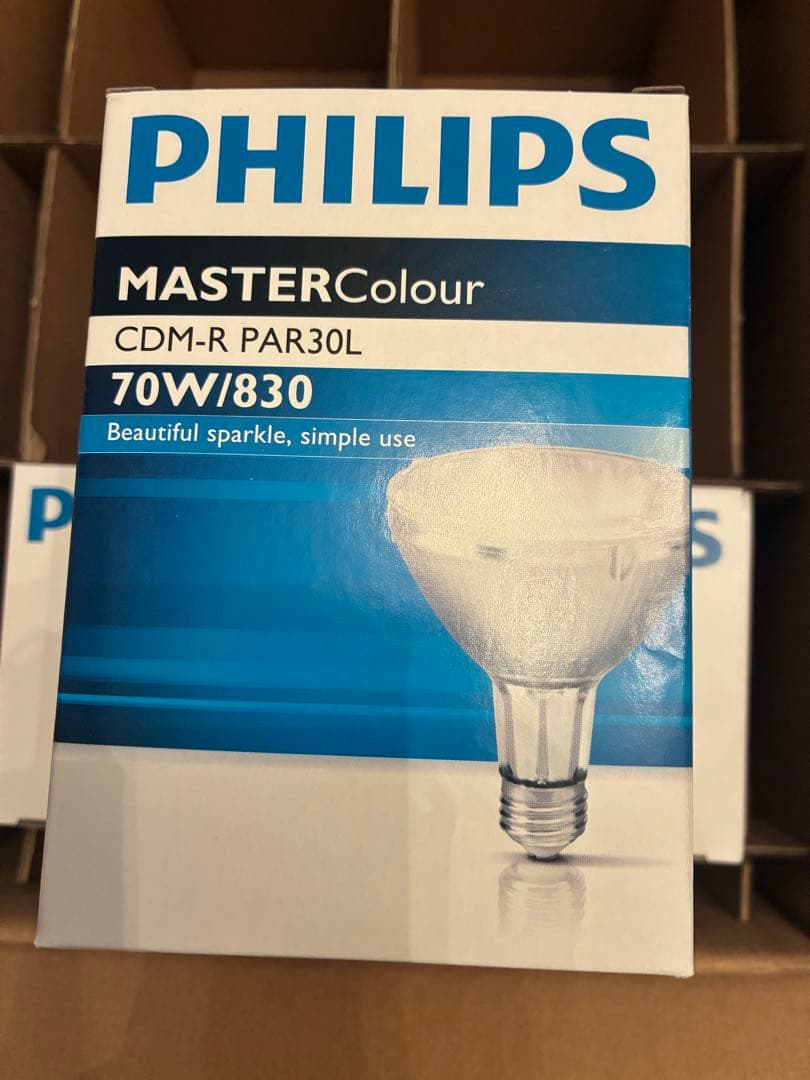 PHILIPS
MASTERColour
CDM-R PAR30L
70W/830
Beautiful sparkle, simple use
P
S